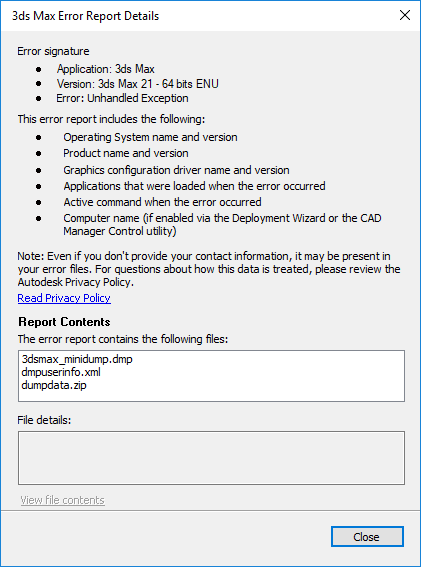 3ds Max Error Report Details
Error signature
● Application: 3ds Max
● Version: 3ds Max 21 - 64 bits ENU
● Error: Unhandled Exception
This error report includes the following:
● Operating System name and version
● Product name and version
● Graphics configuration driver name and version
● Applications that were loaded when the error occurred
● Active command when the error occurred
● Computer name (if enabled via the Deployment Wizard or the CAD
Manager Control utility)
Note: Even if you don't provide your contact information, it may be present in
your error files. For questions about how this data is treated, please review the
Autodesk Privacy Policy.
Read Privacy Policy
Report Contents
The error report contains the following files:
3dsmax_minidump.dmp
dmpuserinfo.xml
dumpdata.zip
File details:
View file contents
Close